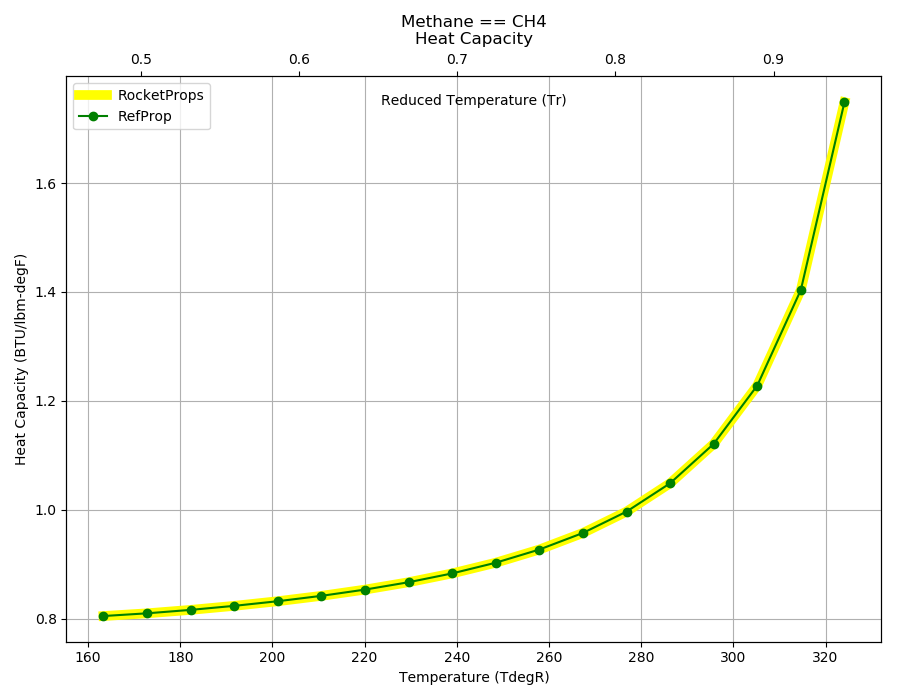 Methane == CH4
Heat Capacity
0.5 0.6 0.7 0.8 0.9
Reduced Temperature (Tr)
RocketProps
RefProp
Heat Capacity (BTU/lbm-degF)
1.6
1.4
1.2
1.0
0.8
160 180 200 220 240 260 280 300 320
Temperature (TdegR)